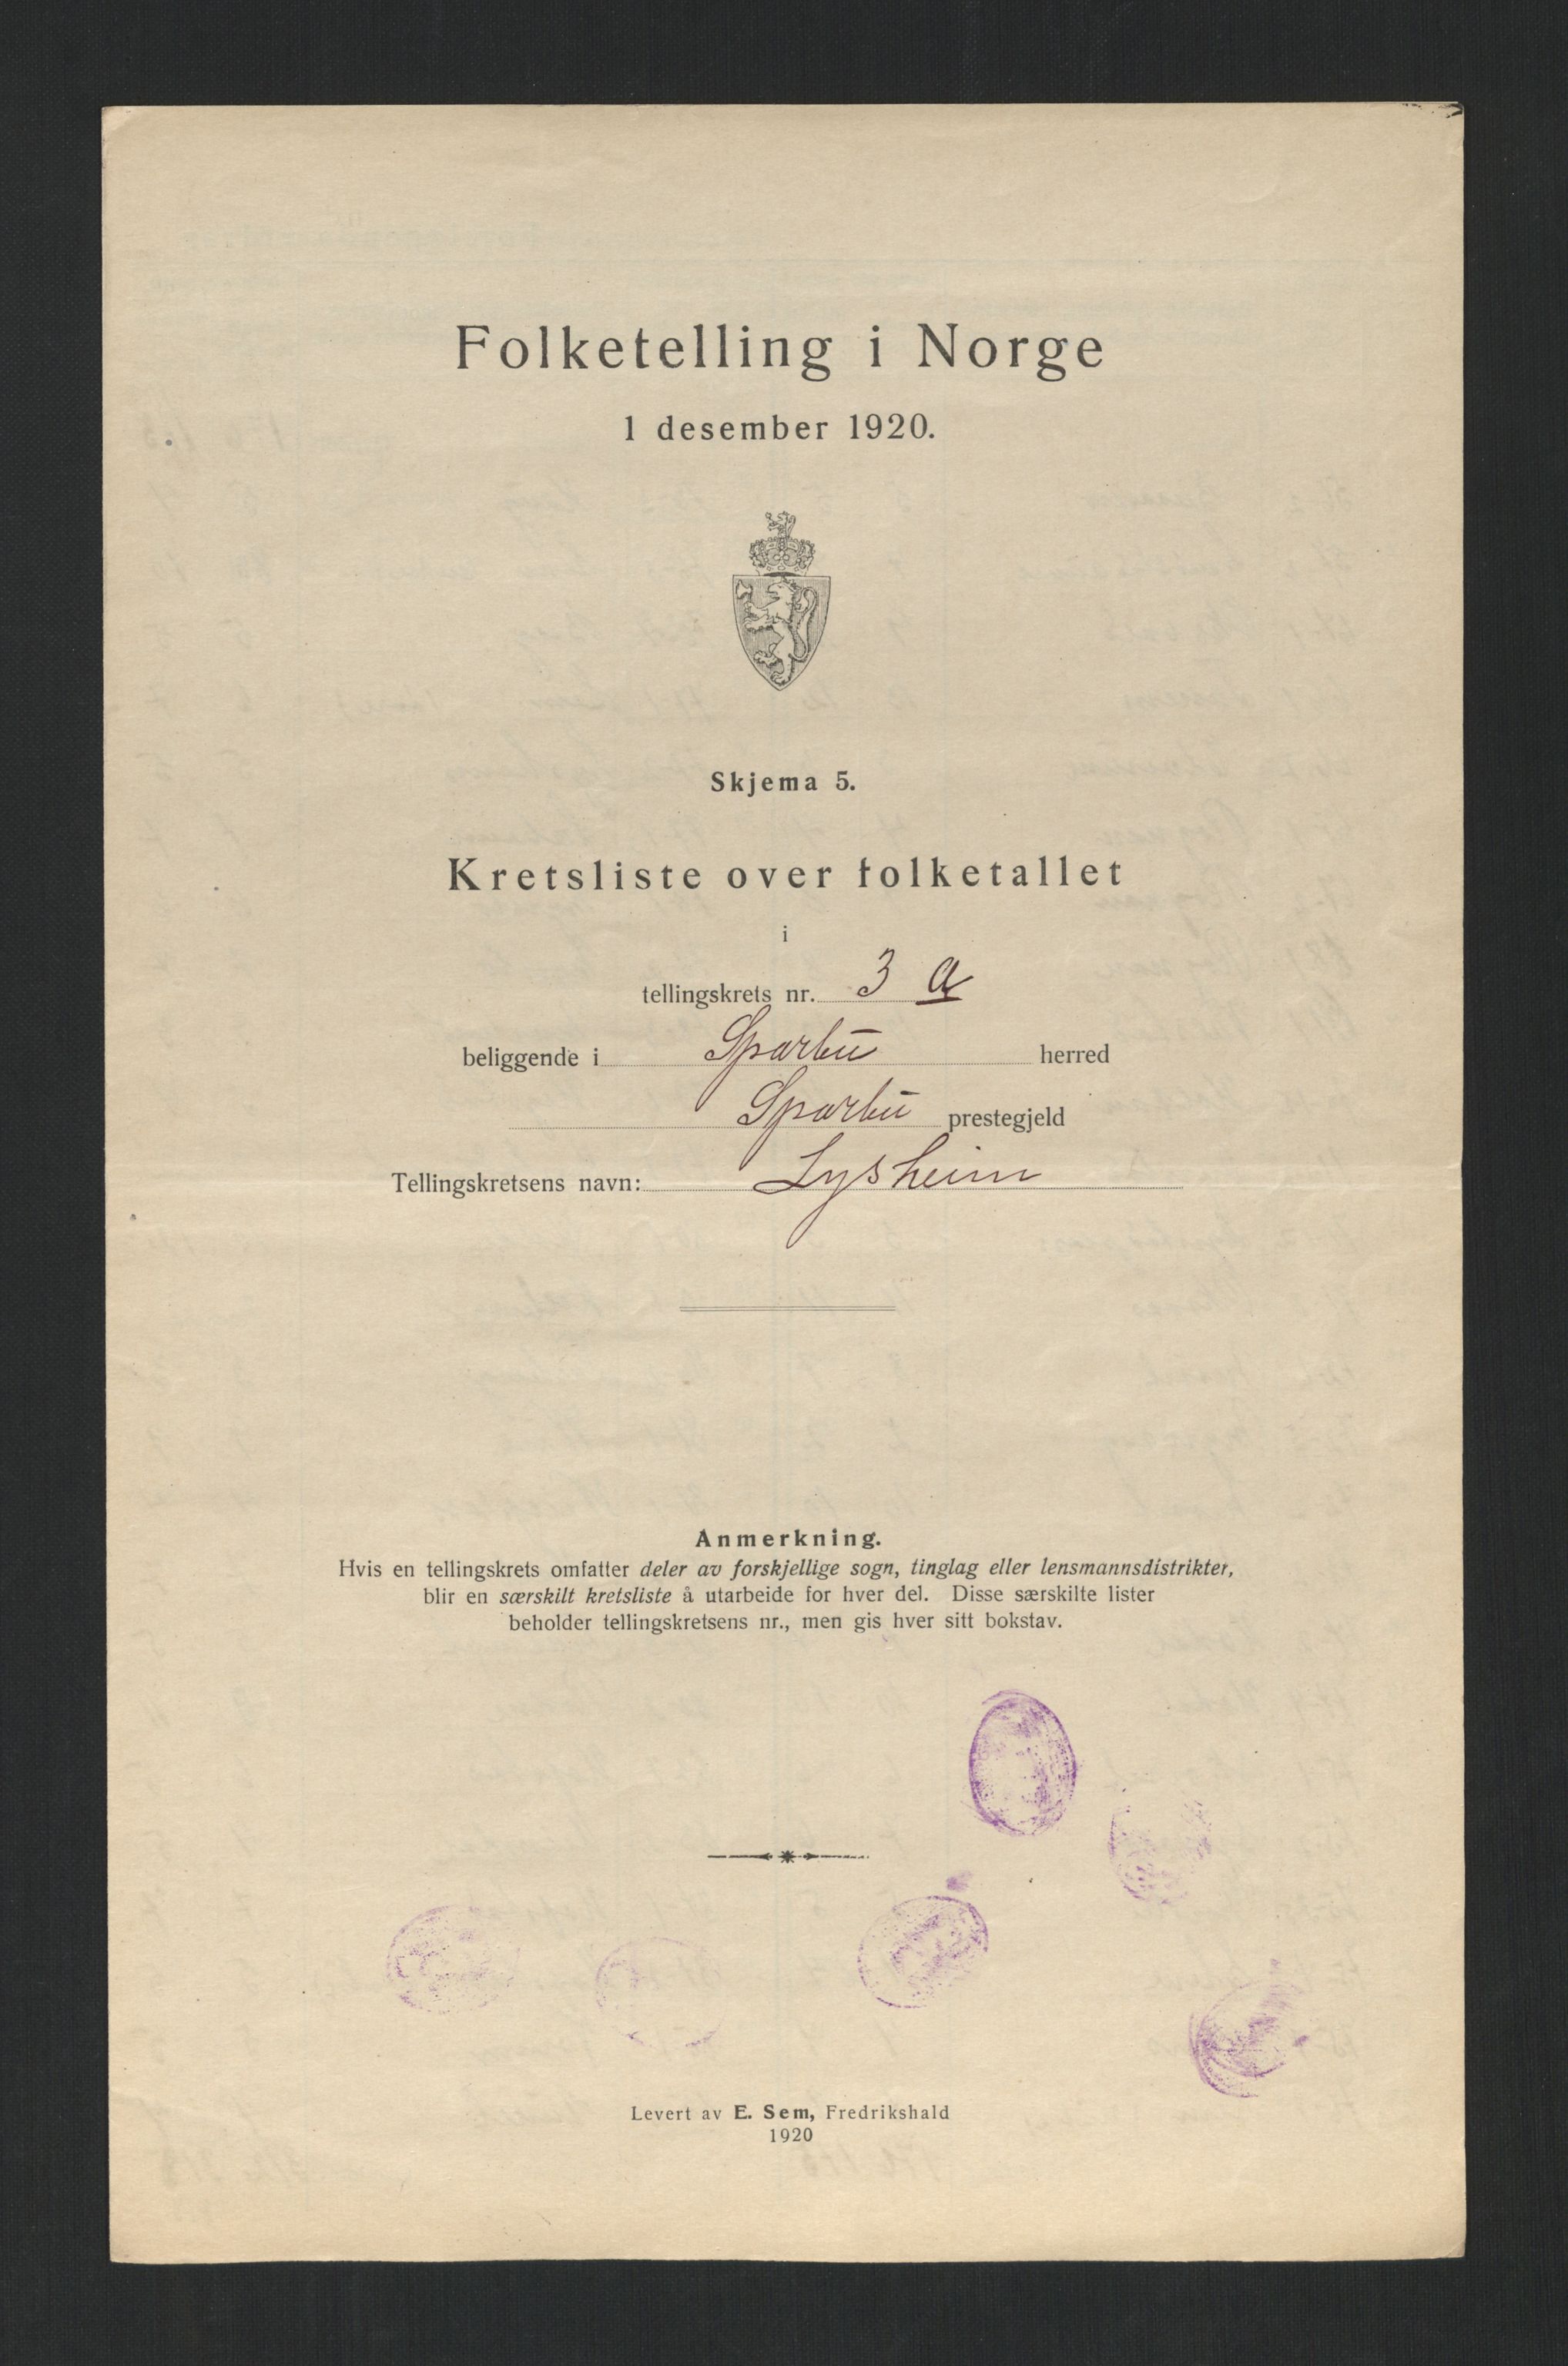 Folketelling i Norge
1 desember 1920.
Skjema 5.
Kretsliste over folketallet
i
tellingskrets nr. 3 a
beliggende i Sparbu herred
Sparbu prestegjeld
Tellingskretsens navn: Lysheim
Anmerkning.
Hvis en tellingskrets omfatter deler av forskjellige sogn, tinglag eller lensmannsdistrikter,
blir en særskilt kretsliste å utarbeide for hver del. Disse særskilte lister
beholder tellingskretsens nr., men gis hver sitt bokstav.
Levert av E. Sem, Fredrikshald
1920